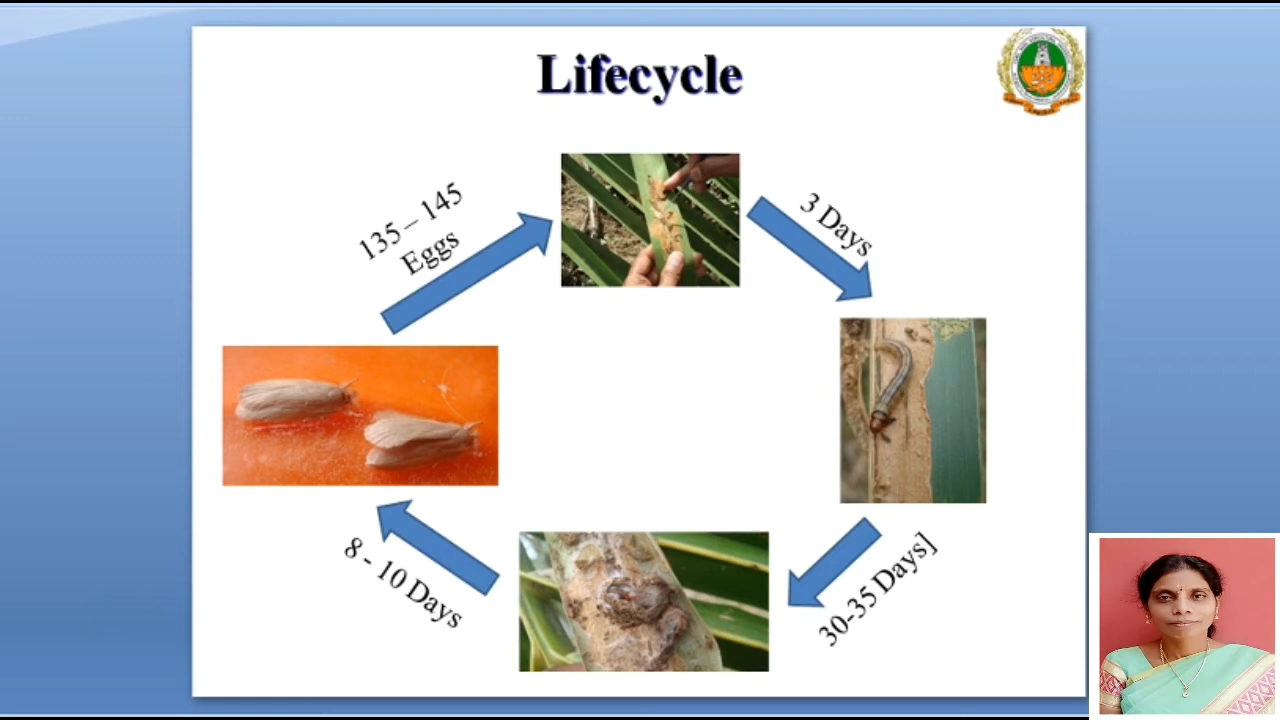 Lifecycle
135 – 145
Eggs
3 Days
30-35 Days]
8 - 10 Days